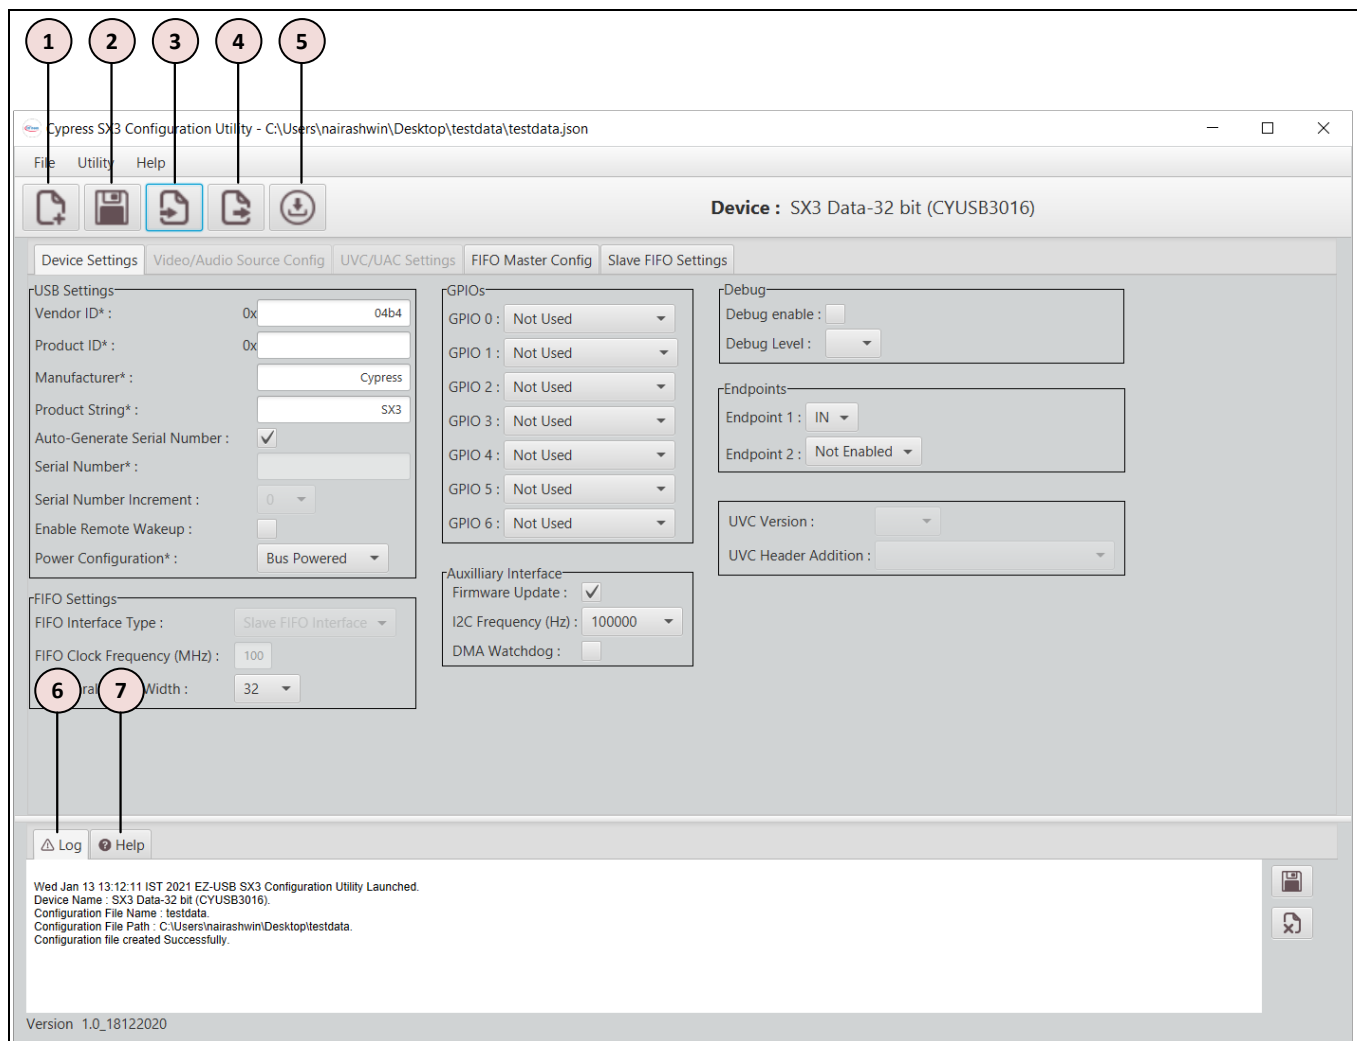 1 2 3 4 5
Cypress SX3 Configuration Utility - C:\Users\nairashwin\Desktop\testdata\testdata.json
File Utility Help
Device : SX3 Data-32 bit (CYUSB3016)
Device Settings Video/Audio Source Config UVC/UAC Settings FIFO Master Config Slave FIFO Settings
USB Settings
Vendor ID* : 0x 04b4
Product ID* : 0x
Manufacturer* : Cypress
Product String* : SX3
Auto-Generate Serial Number :
Serial Number* :
Serial Number Increment : 0
Enable Remote Wakeup :
Power Configuration* : Bus Powered
FIFO Settings
FIFO Interface Type : Slave FIFO Interface
FIFO Clock Frequency (MHz) : 100
Width : 32
GPIOs
GPIO 0 : Not Used
GPIO 1 : Not Used
GPIO 2 : Not Used
GPIO 3 : Not Used
GPIO 4 : Not Used
GPIO 5 : Not Used
GPIO 6 : Not Used
Auxilliary Interface
Firmware Update :
I2C Frequency (Hz) : 100000
DMA Watchdog :
Debug
Debug enable :
Debug Level :
Endpoints
Endpoint 1 : IN
Endpoint 2 : Not Enabled
UVC Version :
UVC Header Addition :
6 7
Log Help
Wed Jan 13 13:12:11 IST 2021 EZ-USB SX3 Configuration Utility Launched.
Device Name : SX3 Data-32 bit (CYUSB3016).
Configuration File Name : testdata.
Configuration File Path : C:\Users\nairashwin\Desktop\testdata.
Configuration file created Successfully.
Version 1.0_18122020